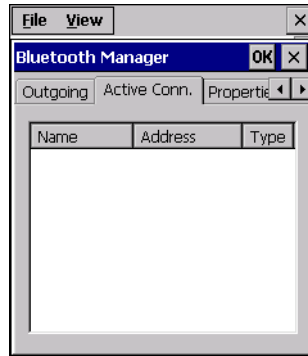 File View
Bluetooth Manager OK
Outgoing Active Conn. Propertie
Name Address Type